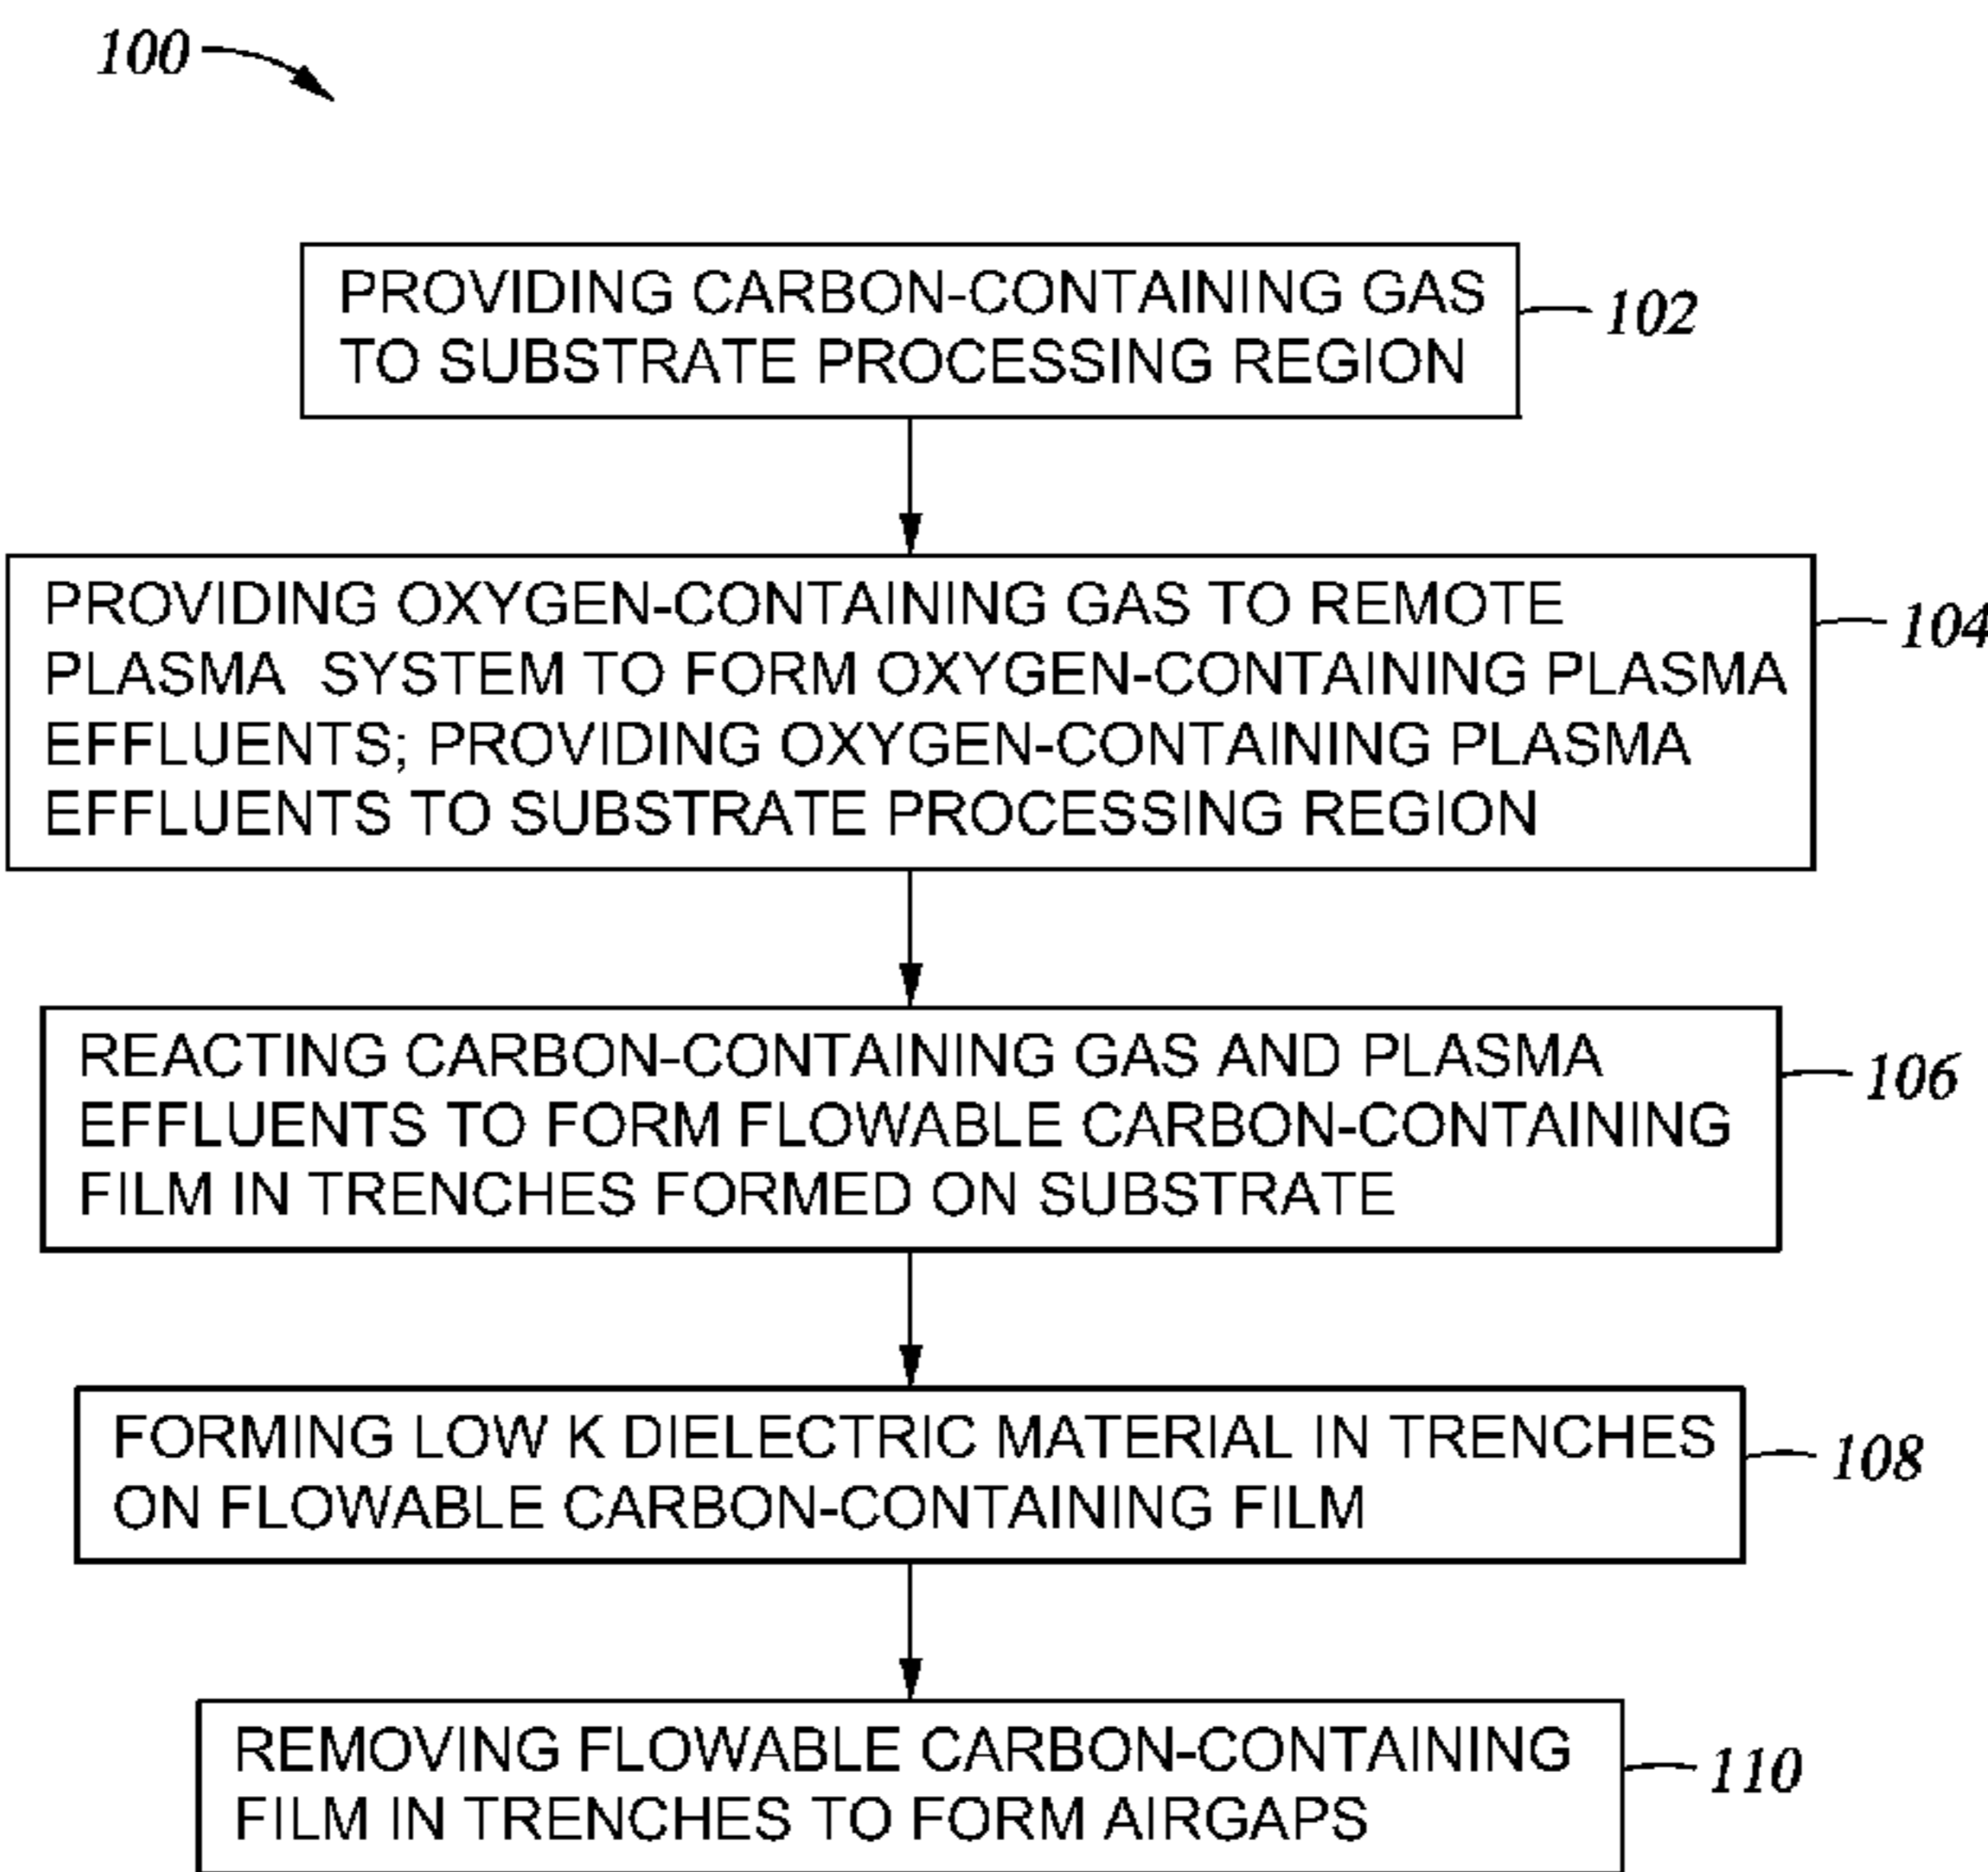 100
PROVIDING CARBON-CONTAINING GAS
TO SUBSTRATE PROCESSING REGION
102
PROVIDING OXYGEN-CONTAINING GAS TO REMOTE
PLASMA SYSTEM TO FORM OXYGEN-CONTAINING PLASMA
EFFLUENTS; PROVIDING OXYGEN-CONTAINING PLASMA
EFFLUENTS TO SUBSTRATE PROCESSING REGION
104
REACTING CARBON-CONTAINING GAS AND PLASMA
EFFLUENTS TO FORM FLOWABLE CARBON-CONTAINING
FILM IN TRENCHES FORMED ON SUBSTRATE
106
FORMING LOW K DIELECTRIC MATERIAL IN TRENCHES
ON FLOWABLE CARBON-CONTAINING FILM
108
REMOVING FLOWABLE CARBON-CONTAINING
FILM IN TRENCHES TO FORM AIRGAPS
110